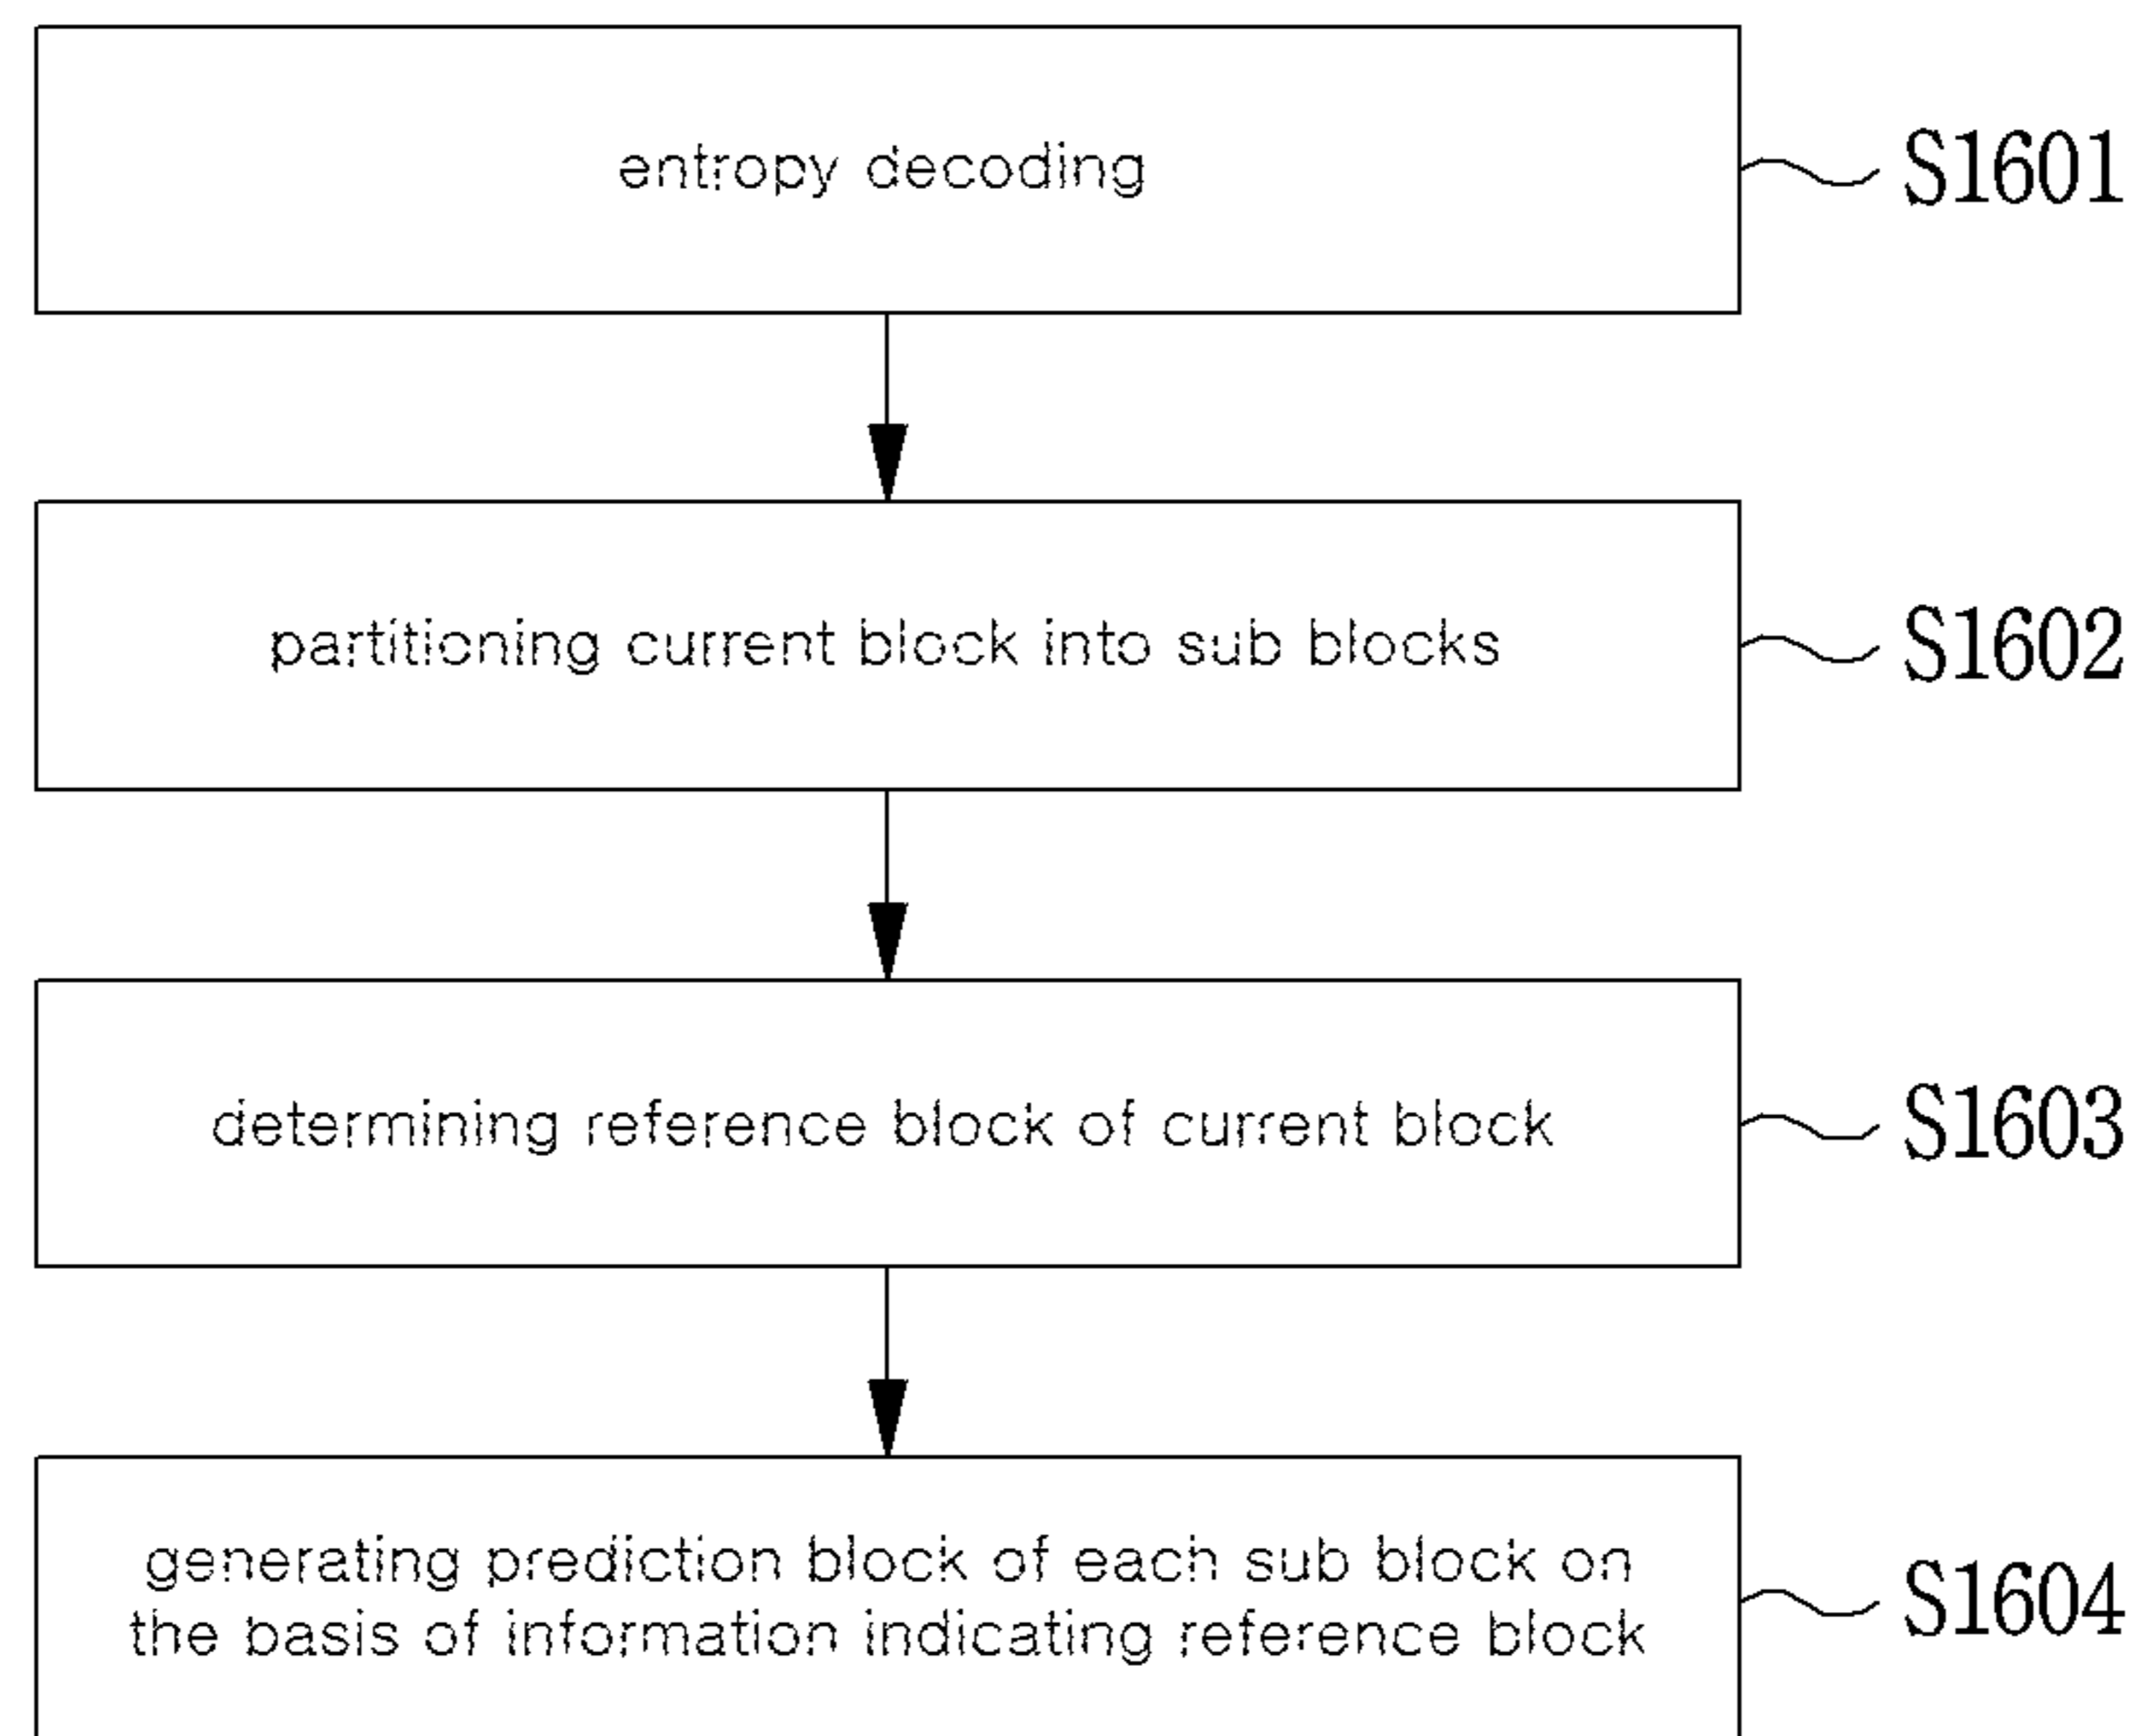 entropy decoding
S1601
partitioning current block into sub blocks
S1602
determining reference block of current block
S1603
generating prediction block of each sub block on
the basis of information indicating reference block
S1604